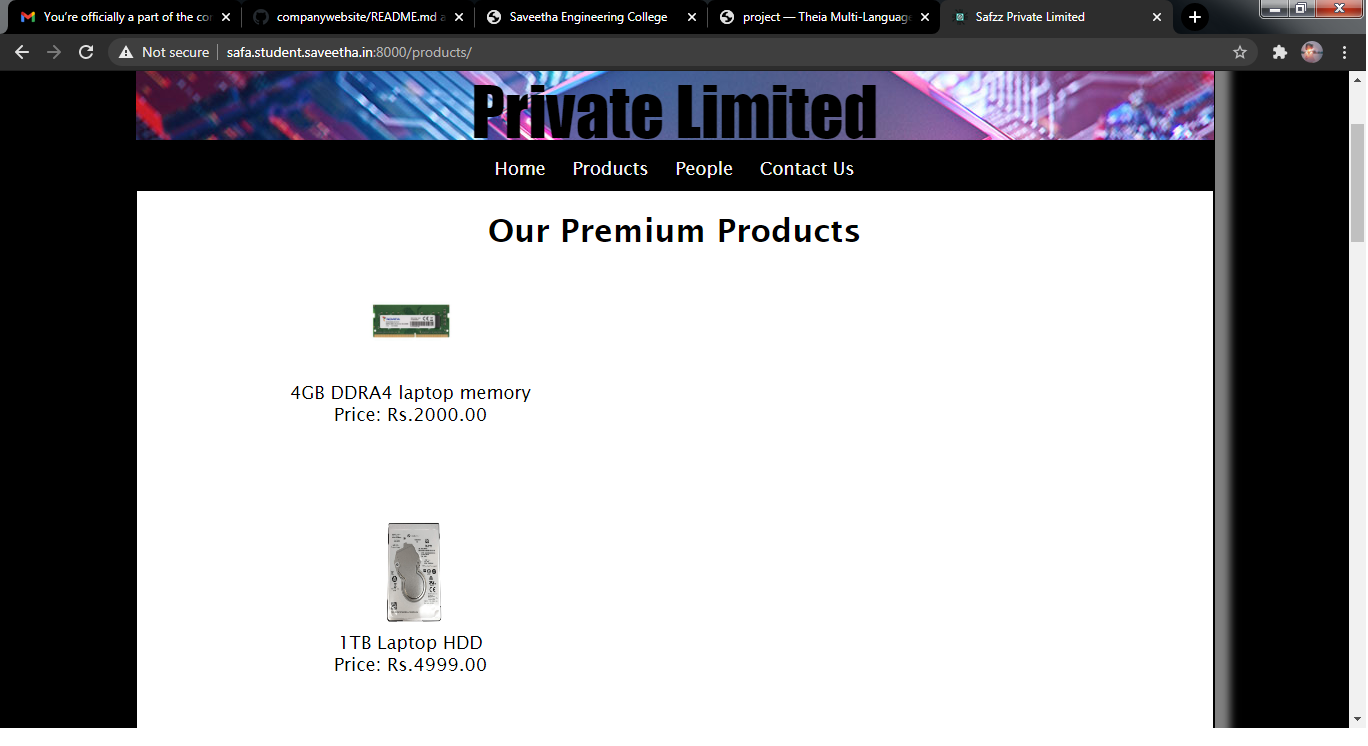 You're officially a part of the co
companywebsite/README.md a
Saveetha Engineering College
project — Theia Multi-Language
Safzz Private Limited
Not secure
safa.student.saveetha.in:8000/products/
Private Limited
Home Products People Contact Us
Our Premium Products
4GB DDRA4 laptop memory
Price: Rs.2000.00
1TB Laptop HDD
Price: Rs.4999.00